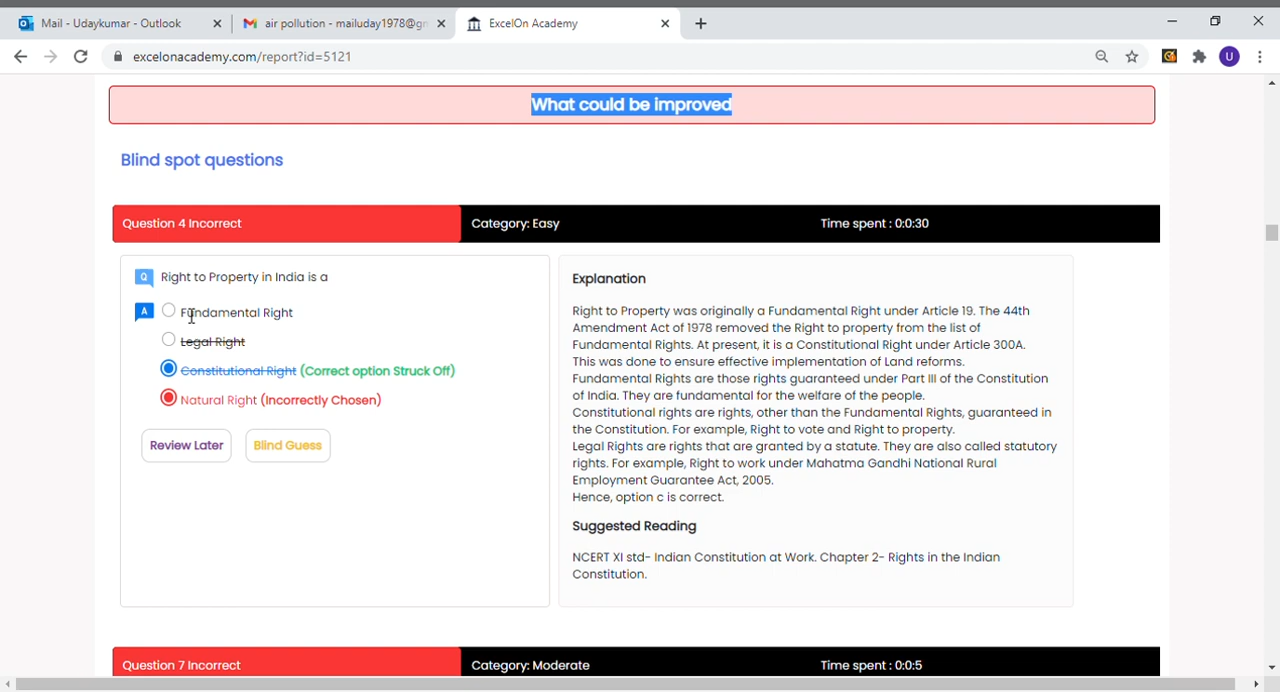 Mail - Udaykumar - Outlook
air pollution - mailuday1978@gm
ExcelOn Academy
excelonacademy.com/report?id=5121
U
What could be improved
Blind spot questions
Question 4 Incorrect
Category: Easy
Time spent : 0:0:30
Q Right to Property in India is a
A Fundamental Right
Legal Right
Constitutional Right (Correct option Struck Off)
Natural Right (Incorrectly Chosen)
Review Later
Blind Guess
Explanation
Right to Property was originally a Fundamental Right under Article 19. The 44th
Amendment Act of 1978 removed the Right to property from the list of
Fundamental Rights. At present, it is a Constitutional Right under Article 300A.
This was done to ensure effective implementation of Land reforms.
Fundamental Rights are those rights guaranteed under Part III of the Constitution
of India. They are fundamental for the welfare of the people.
Constitutional rights are rights, other than the Fundamental Rights, guaranteed in
the Constitution. For example, Right to vote and Right to property.
Legal Rights are rights that are granted by a statute. They are also called statutory
rights. For example, Right to work under Mahatma Gandhi National Rural
Employment Guarantee Act, 2005.
Hence, option c is correct.
Suggested Reading
NCERT XI std- Indian Constitution at Work. Chapter 2- Rights in the Indian
Constitution.
Question 7 Incorrect
Category: Moderate
Time spent : 0:0:5